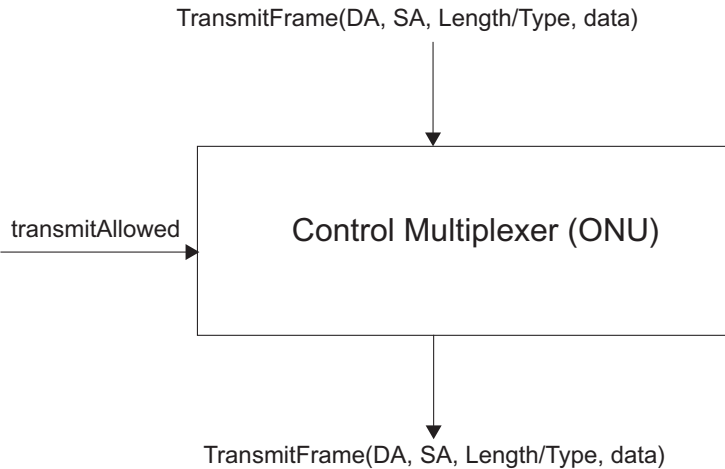 TransmitFrame(DA, SA, Length/Type, data)
transmitAllowed
Control Multiplexer (ONU)
TransmitFrame(DA, SA, Length/Type, data)